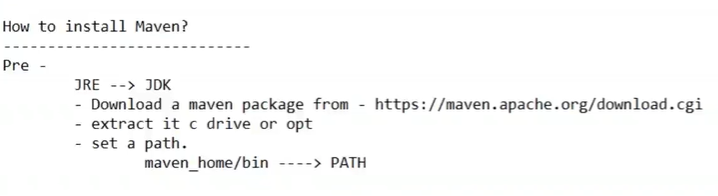 How to install Maven?
----------------------------
Pre -
JRE --> JDK
- Download a maven package from - https://maven.apache.org/download.cgi
- extract it c drive or opt
- set a path.
maven_home/bin ----> PATH